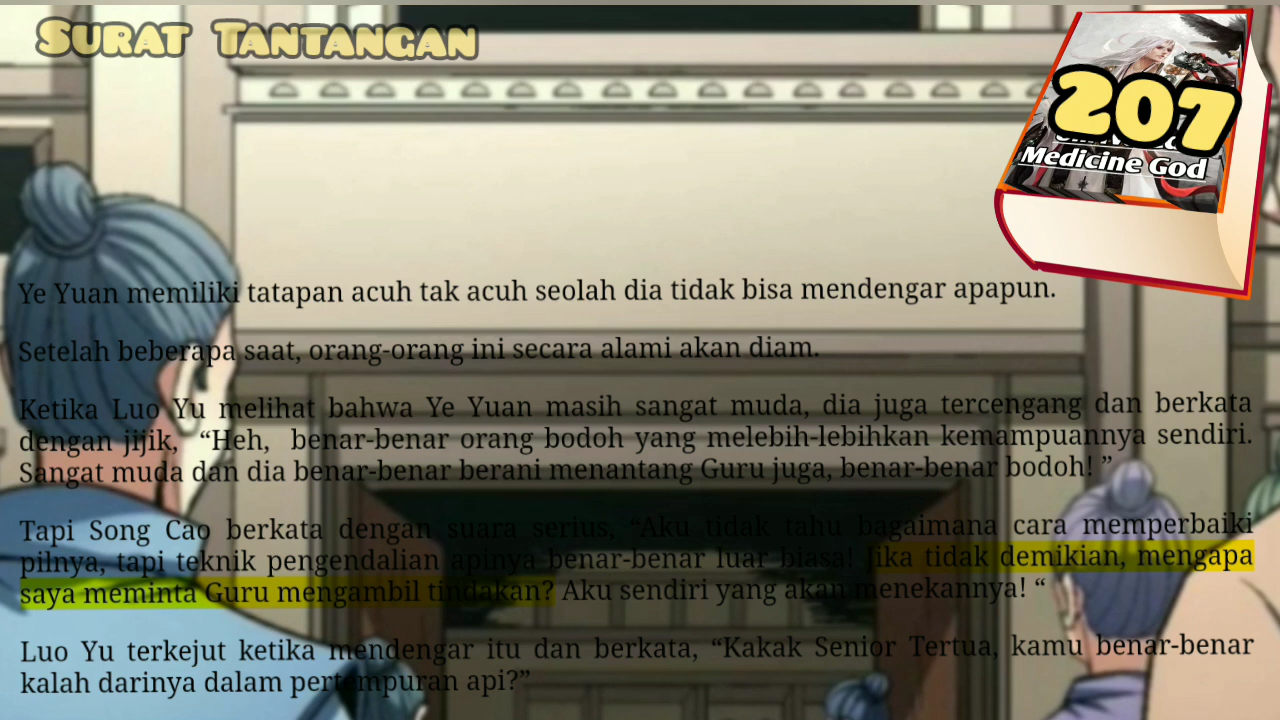 Surat Tantangan
207
Medicine God
Ye Yuan memiliki tatapan acuh tak acuh seolah dia tidak bisa mendengar apapun.
Setelah beberapa saat, orang-orang ini secara alami akan diam.
Ketika Luo Yu melihat bahwa Ye Yuan masih sangat muda, dia juga tercengang dan berkata
dengan jijik, “Heh, benar-benar orang bodoh yang melebih-lebihkan kemampuannya sendiri.
Sangat muda dan dia benar-benar berani menantang Guru juga, benar-benar bodoh! ”
Tapi Song Cao berkata dengan suara serius, “Aku tidak tahu bagaimana cara memperbaiki
pilnya, tapi teknik pengendalian apinya benar-benar luar biasa! Jika tidak demikian, mengapa
saya meminta Guru mengambil tindakan? Aku sendiri yang akan menekannya! “
Luo Yu terkejut ketika mendengar itu dan berkata, “Kakak Senior Tertua, kamu benar-benar
kalah darinya dalam pertempuran api?”